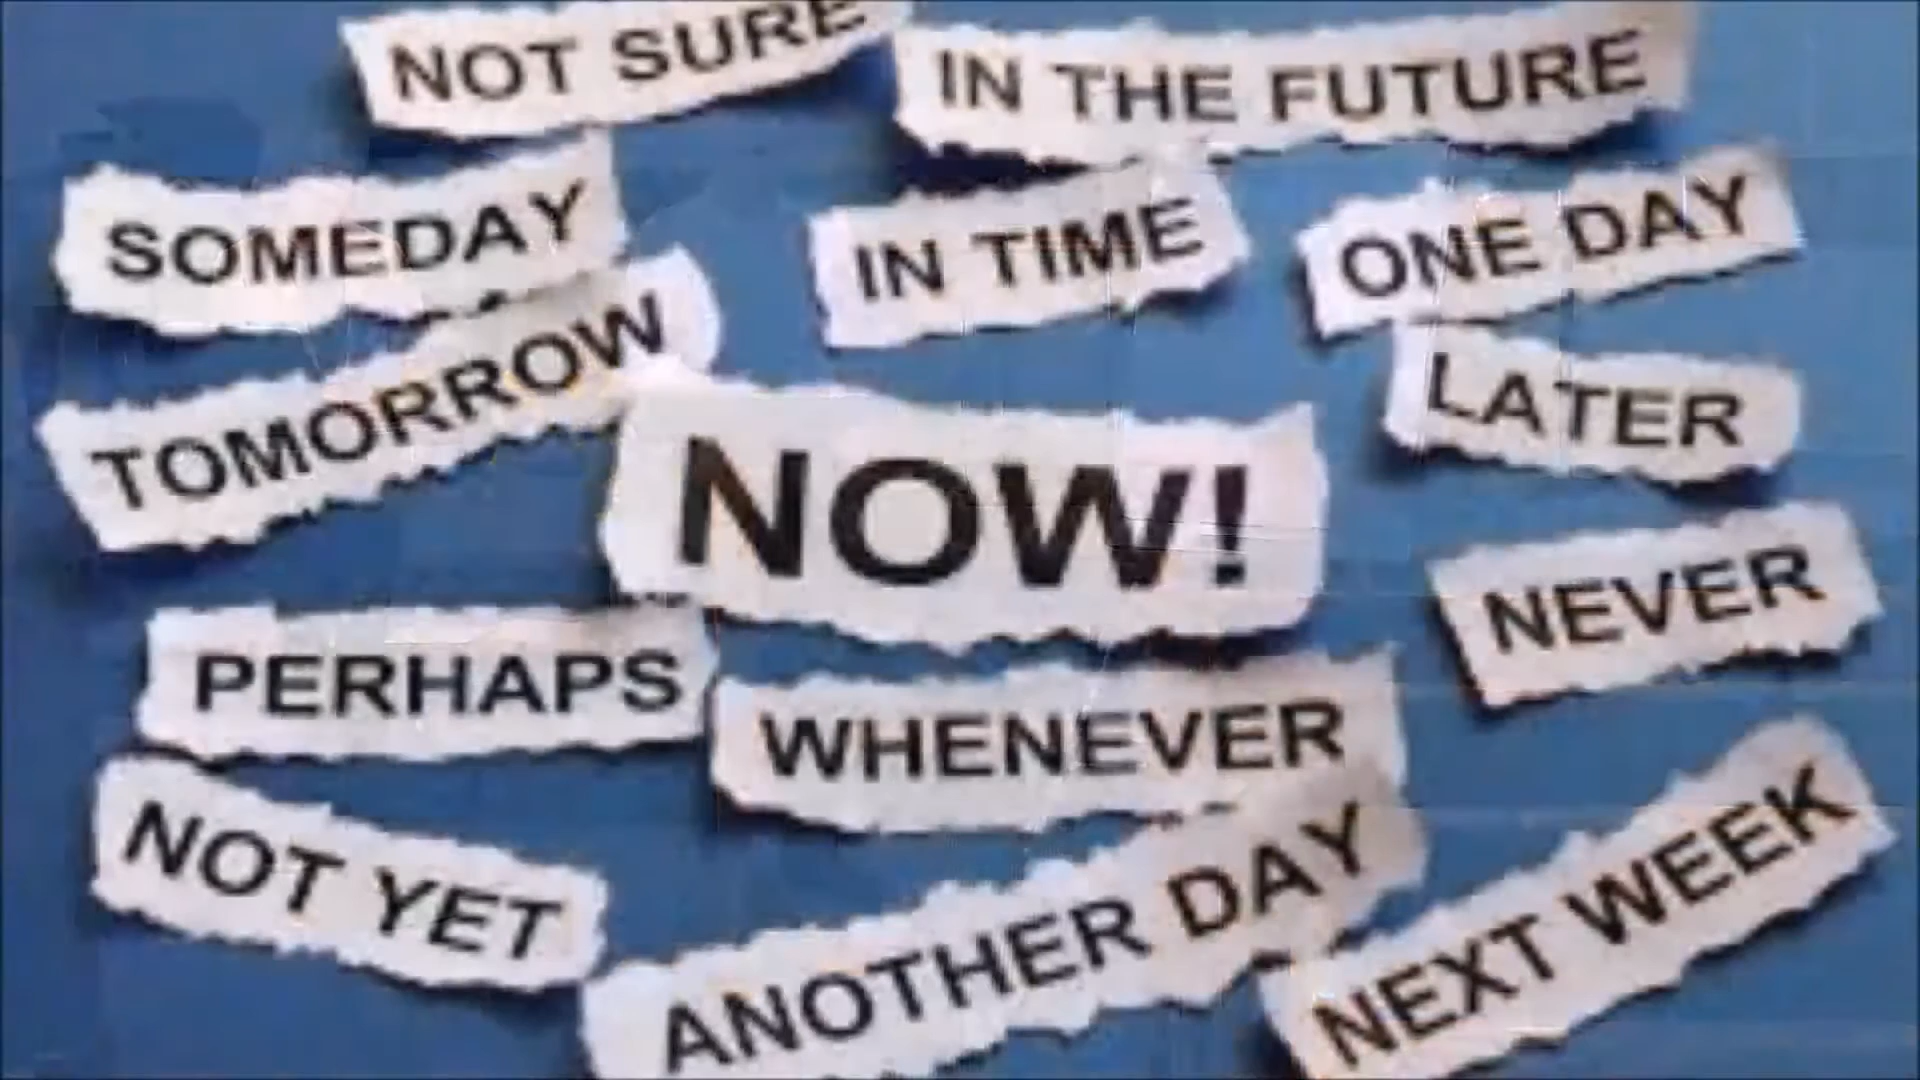 NOT SURE
IN THE FUTURE
SOMEDAY
IN TIME
ONE DAY
TOMORROW
LATER
NOW!
NEVER
PERHAPS
WHENEVER
NOT YET
ANOTHER DAY
NEXT WEEK